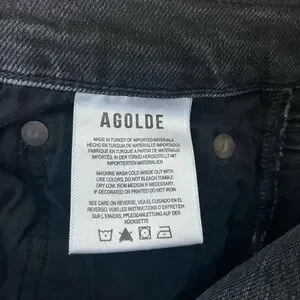 AGOLDE
MADE IN TURKEY OF IMPORTED MATERIALS
HECHO EN TURQUIA DE MATERIALES IMPORTADOS
FABRIQUÉ EN TURQUIE A PARTIR DE MATERIALS
IMPORTÉS. IN DER TÜRKEI HERGESTELLT MIT
IMPORTIERTEN MATERIALIEN
MACHINE WASH COLD INSIDE OUT WITH
LIKE COLORS, DO NOT BLEACH, TUMBLE
DRY LOW, IRON MEDIUM IF NECESSARY.
IF DECORATED OR PRINTED DO NOT IRON.
SEE CARE ON REVERSE, VEA EL CUIDADO EN EL
REVERSO, VOIR LES INSTRUCTIONS D'ENTRETIEN
SUR L'ENVERS, PFLEGEANLEITUNG AUF DER
RÜCKSEITE